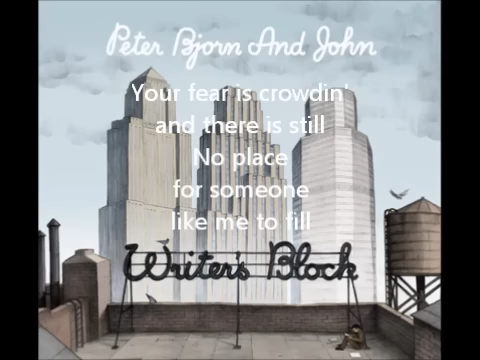 Peter Bjorn And John
Your fear is crowdin'
and there is still
No place
for someone
like me to fill
Writer's Block